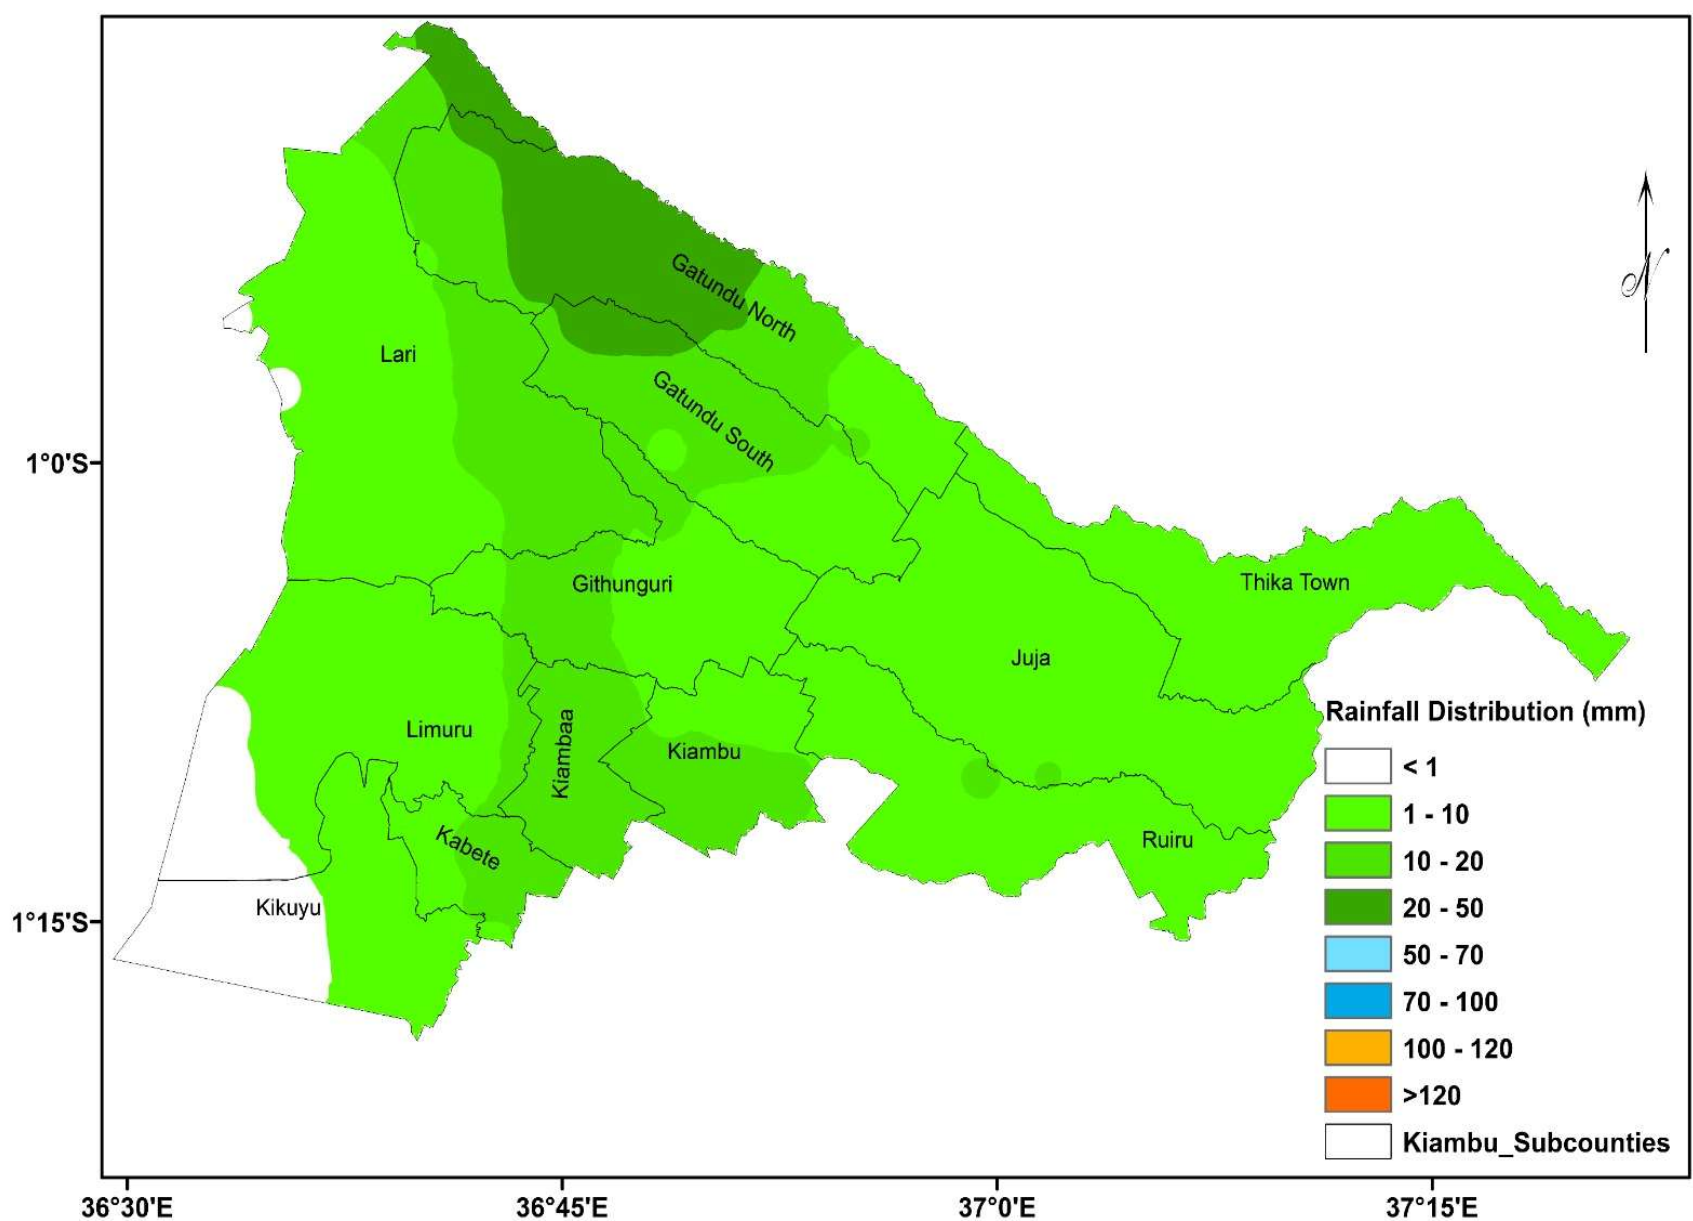 N
Gatundu North
Lari
Gatundu South
1°0'S
Githunguri
Thika Town
Juja
Limuru
Kiambaa
Kiambu
Kabete
Ruiru
Kikuyu
1°15'S
Rainfall Distribution (mm)
< 1
1 - 10
10 - 20
20 - 50
50 - 70
70 - 100
100 - 120
>120
Kiambu_Subcounties
36°30'E
36°45'E
37°0'E
37°15'E